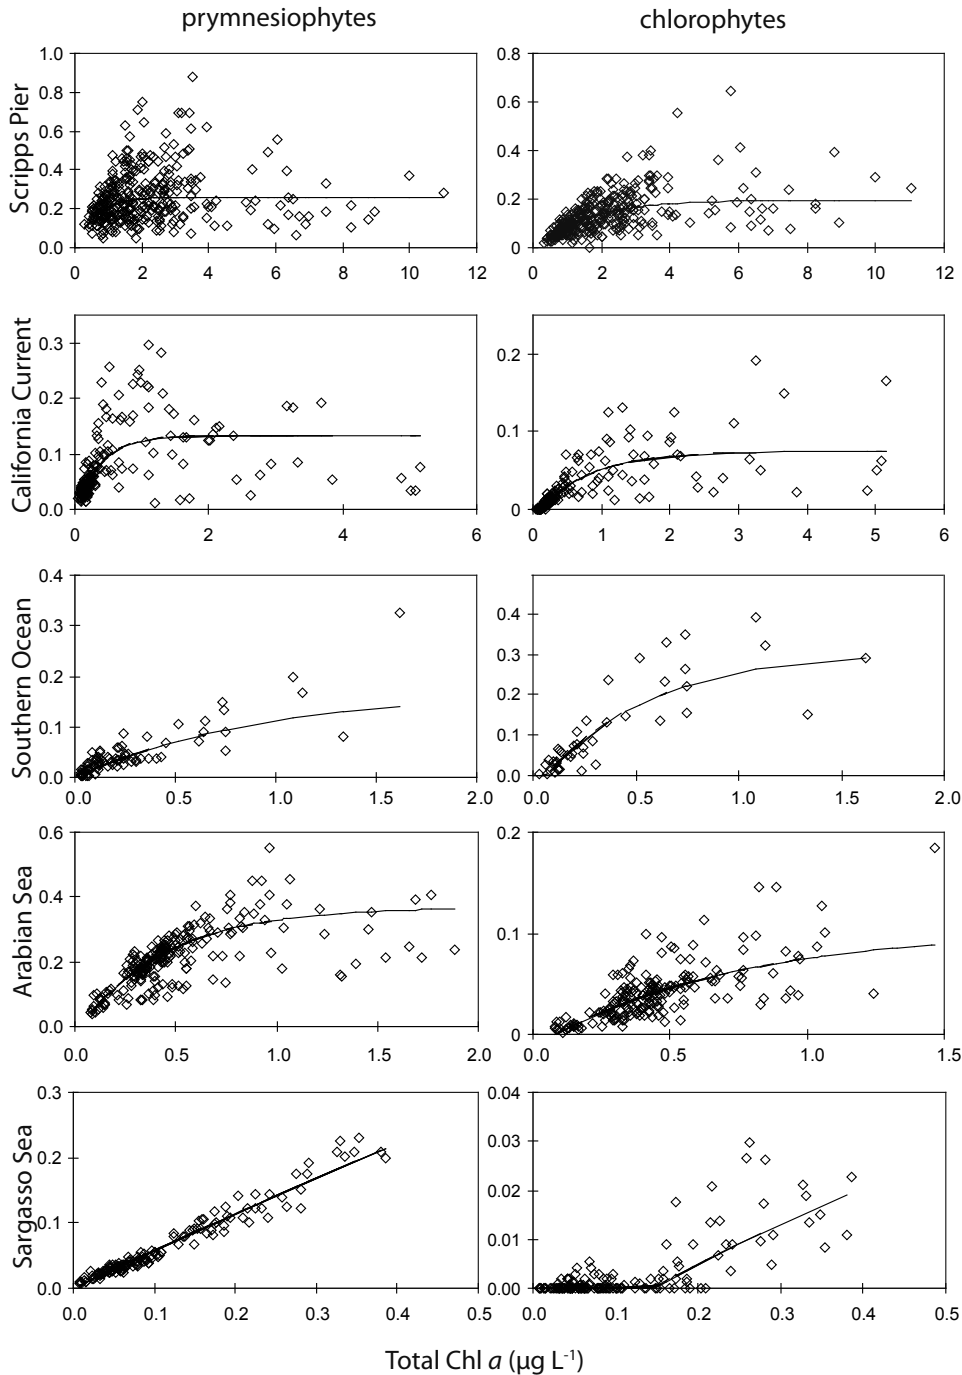 prymnesiophytes
chlorophytes
Scripps Pier
1.0
0.8
0.6
0.4
0.2
0.0
0 2 4 6 8 10 12
0.8
0.6
0.4
0.2
0
0 2 4 6 8 10 12
California Current
0.3
0.2
0.1
0.0
0 2 4 6
0.2
0.1
0
0 1 2 3 4 5 6
Southern Ocean
0.4
0.3
0.2
0.1
0.0
0.0 0.5 1.0 1.5 2.0
0.5
0.4
0.3
0.2
0.1
0.0
0.0 0.5 1.0 1.5 2.0
Arabian Sea
0.6
0.4
0.2
0.0
0.0 0.5 1.0 1.5 2.0
0.2
0.1
0
0.0 0.5 1.0 1.5
Sargasso Sea
0.3
0.2
0.1
0.0
0 0.1 0.2 0.3 0.4 0.5
0.04
0.03
0.02
0.01
0.00
0.0 0.1 0.2 0.3 0.4 0.5
Total Chl a (µg L⁻¹)